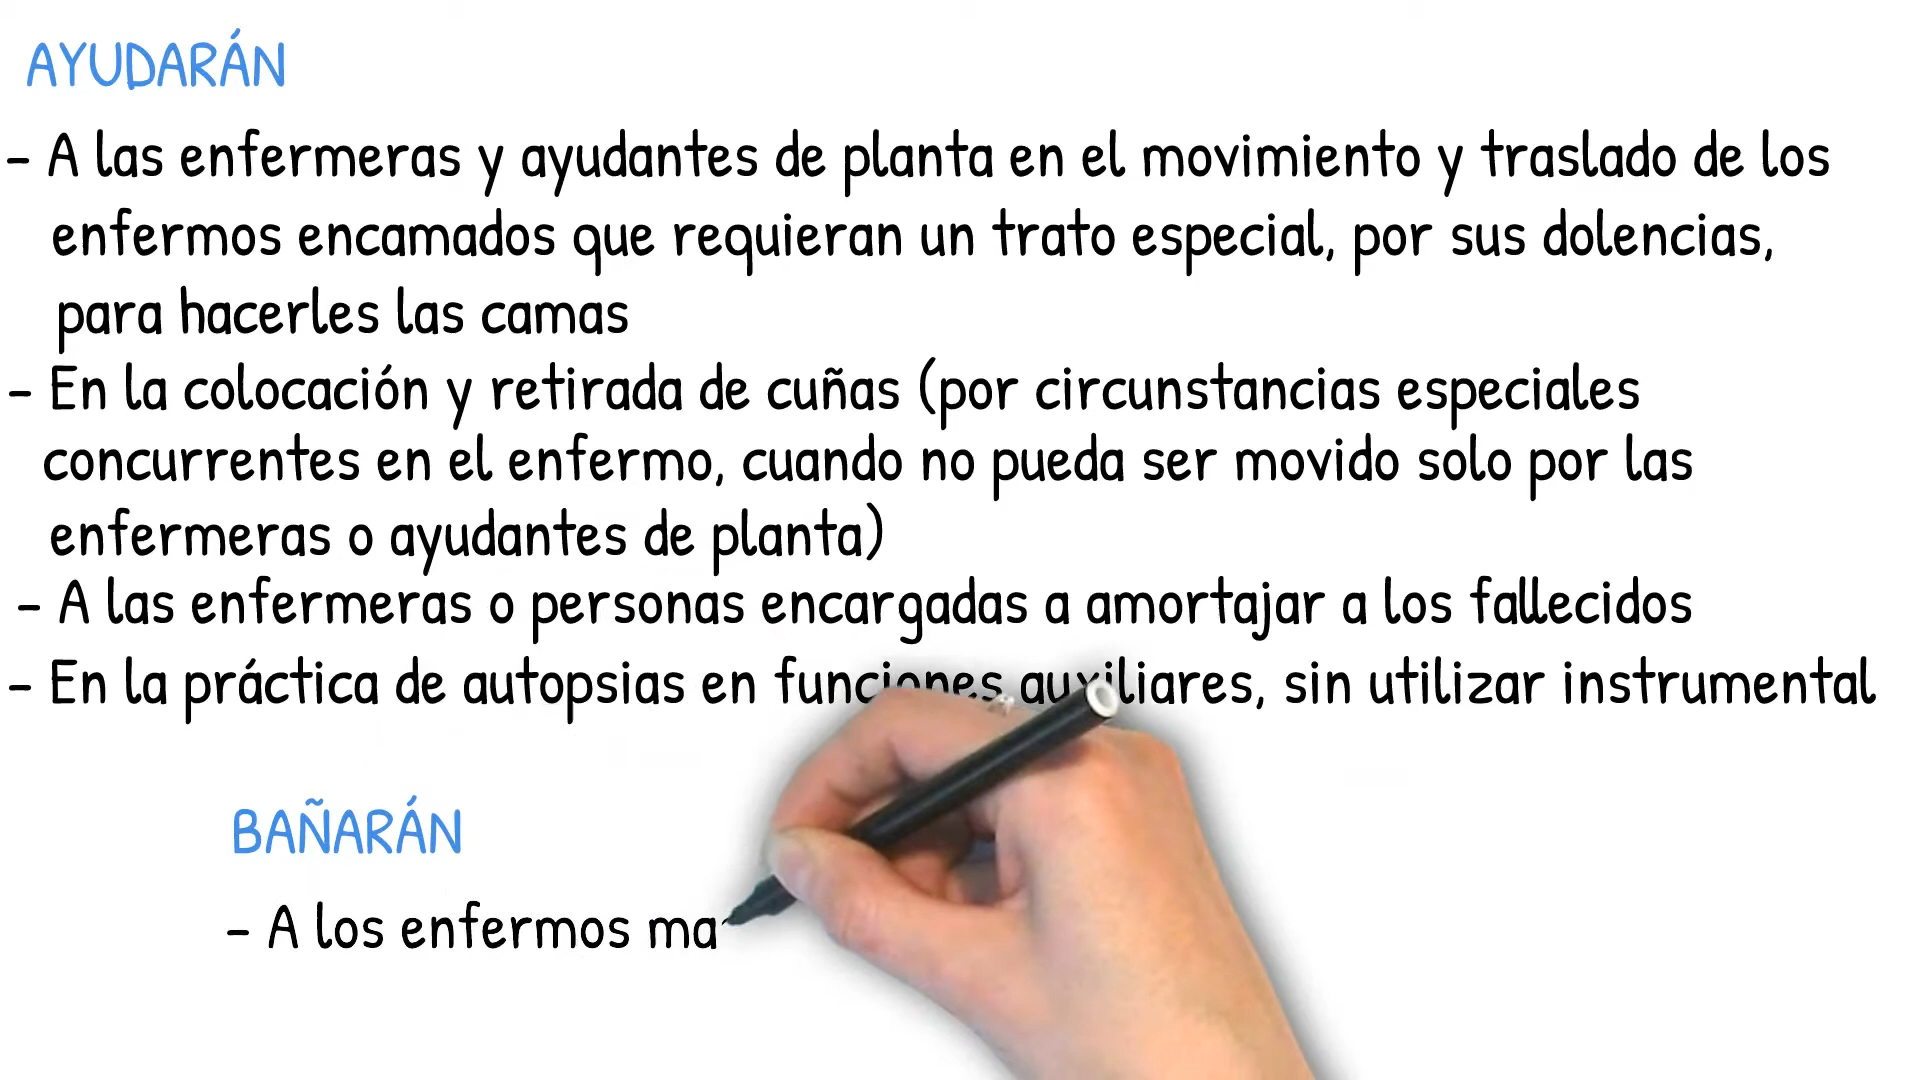 AYUDARÁN
- A las enfermeras y ayudantes de planta en el movimiento y traslado de los
enfermos encamados que requieran un trato especial, por sus dolencias,
para hacerles las camas
- En la colocación y retirada de cuñas (por circunstancias especiales
concurrentes en el enfermo, cuando no pueda ser movido solo por las
enfermeras o ayudantes de planta)
- A las enfermeras o personas encargadas a amortajar a los fallecidos
- En la práctica de autopsias en funciones auxiliares, sin utilizar instrumental
BAÑARÁN
- A los enfermos ma